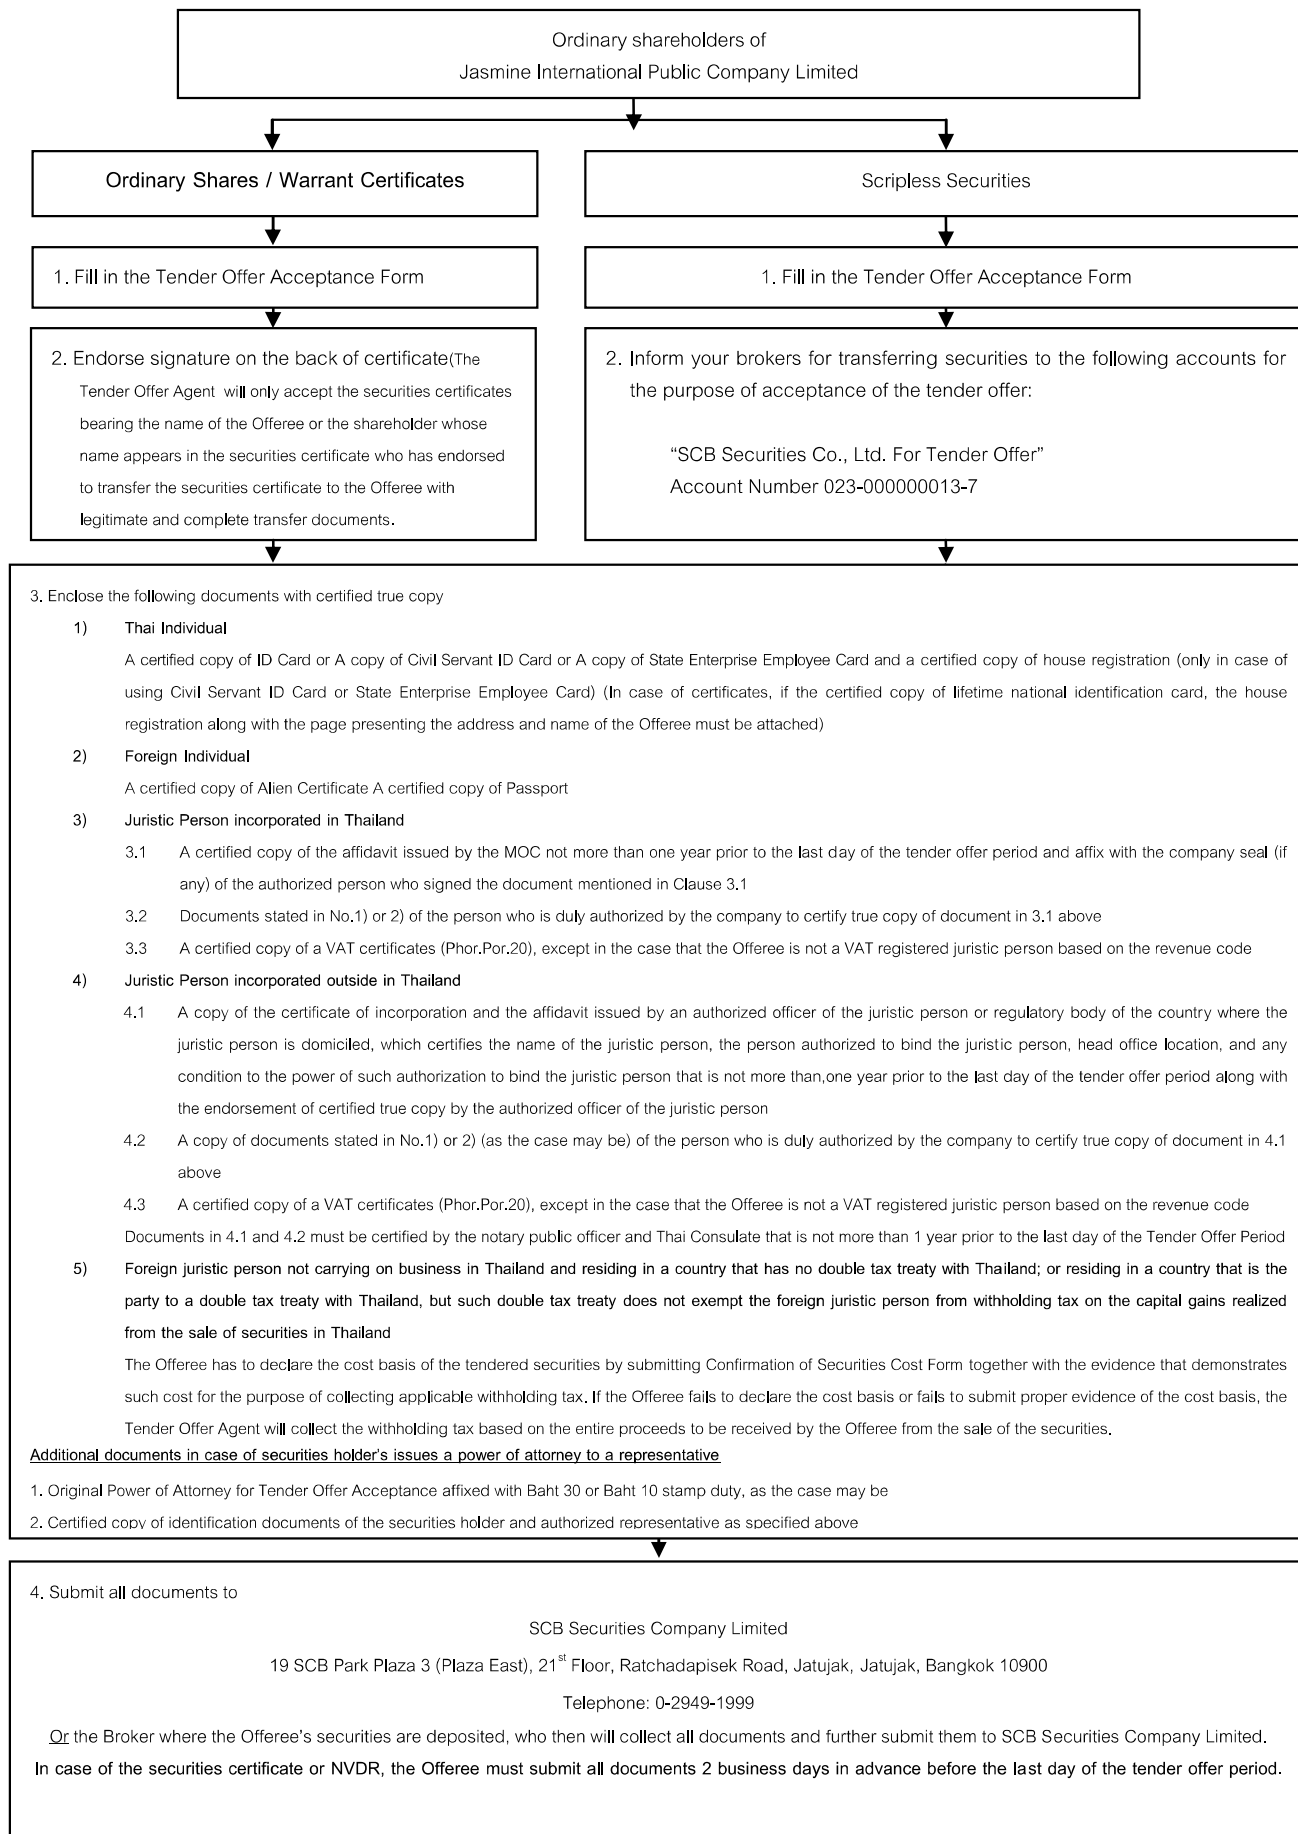 Ordinary shareholders of
Jasmine International Public Company Limited
Ordinary Shares / Warrant Certificates
Scripless Securities
1. Fill in the Tender Offer Acceptance Form
1. Fill in the Tender Offer Acceptance Form
2. Endorse signature on the back of certificate(The
Tender Offer Agent will only accept the securities certificates
bearing the name of the Offeree or the shareholder whose
name appears in the securities certificate who has endorsed
to transfer the securities certificate to the Offeree with
legitimate and complete transfer documents.
2. Inform your brokers for transferring securities to the following accounts for
the purpose of acceptance of the tender offer:
“SCB Securities Co., Ltd. For Tender Offer”
Account Number 023-000000013-7
3. Enclose the following documents with certified true copy
1) Thai Individual
A certified copy of ID Card or A copy of Civil Servant ID Card or A copy of State Enterprise Employee Card and a certified copy of house registration (only in case of
using Civil Servant ID Card or State Enterprise Employee Card) (In case of certificates, if the certified copy of lifetime national identification card, the house
registration along with the page presenting the address and name of the Offeree must be attached)
2) Foreign Individual
A certified copy of Alien Certificate A certified copy of Passport
3) Juristic Person incorporated in Thailand
3.1 A certified copy of the affidavit issued by the MOC not more than one year prior to the last day of the tender offer period and affix with the company seal (if
any) of the authorized person who signed the document mentioned in Clause 3.1
3.2 Documents stated in No.1) or 2) of the person who is duly authorized by the company to certify true copy of document in 3.1 above
3.3 A certified copy of a VAT certificates (Phor.Por.20), except in the case that the Offeree is not a VAT registered juristic person based on the revenue code
4) Juristic Person incorporated outside in Thailand
4.1 A copy of the certificate of incorporation and the affidavit issued by an authorized officer of the juristic person or regulatory body of the country where the
juristic person is domiciled, which certifies the name of the juristic person, the person authorized to bind the juristic person, head office location, and any
condition to the power of such authorization to bind the juristic person that is not more than,one year prior to the last day of the tender offer period along with
the endorsement of certified true copy by the authorized officer of the juristic person
4.2 A copy of documents stated in No.1) or 2) (as the case may be) of the person who is duly authorized by the company to certify true copy of document in 4.1
above
4.3 A certified copy of a VAT certificates (Phor.Por.20), except in the case that the Offeree is not a VAT registered juristic person based on the revenue code
Documents in 4.1 and 4.2 must be certified by the notary public officer and Thai Consulate that is not more than 1 year prior to the last day of the Tender Offer Period
5) Foreign juristic person not carrying on business in Thailand and residing in a country that has no double tax treaty with Thailand; or residing in a country that is the
party to a double tax treaty with Thailand, but such double tax treaty does not exempt the foreign juristic person from withholding tax on the capital gains realized
from the sale of securities in Thailand
The Offeree has to declare the cost basis of the tendered securities by submitting Confirmation of Securities Cost Form together with the evidence that demonstrates
such cost for the purpose of collecting applicable withholding tax. If the Offeree fails to declare the cost basis or fails to submit proper evidence of the cost basis, the
Tender Offer Agent will collect the withholding tax based on the entire proceeds to be received by the Offeree from the sale of the securities.
Additional documents in case of securities holder's issues a power of attorney to a representative
1. Original Power of Attorney for Tender Offer Acceptance affixed with Baht 30 or Baht 10 stamp duty, as the case may be
2. Certified copy of identification documents of the securities holder and authorized representative as specified above
4. Submit all documents to
SCB Securities Company Limited
19 SCB Park Plaza 3 (Plaza East), 21st Floor, Ratchadapisek Road, Jatujak, Jatujak, Bangkok 10900
Telephone: 0-2949-1999
Or the Broker where the Offeree's securities are deposited, who then will collect all documents and further submit them to SCB Securities Company Limited.
In case of the securities certificate or NVDR, the Offeree must submit all documents 2 business days in advance before the last day of the tender offer period.